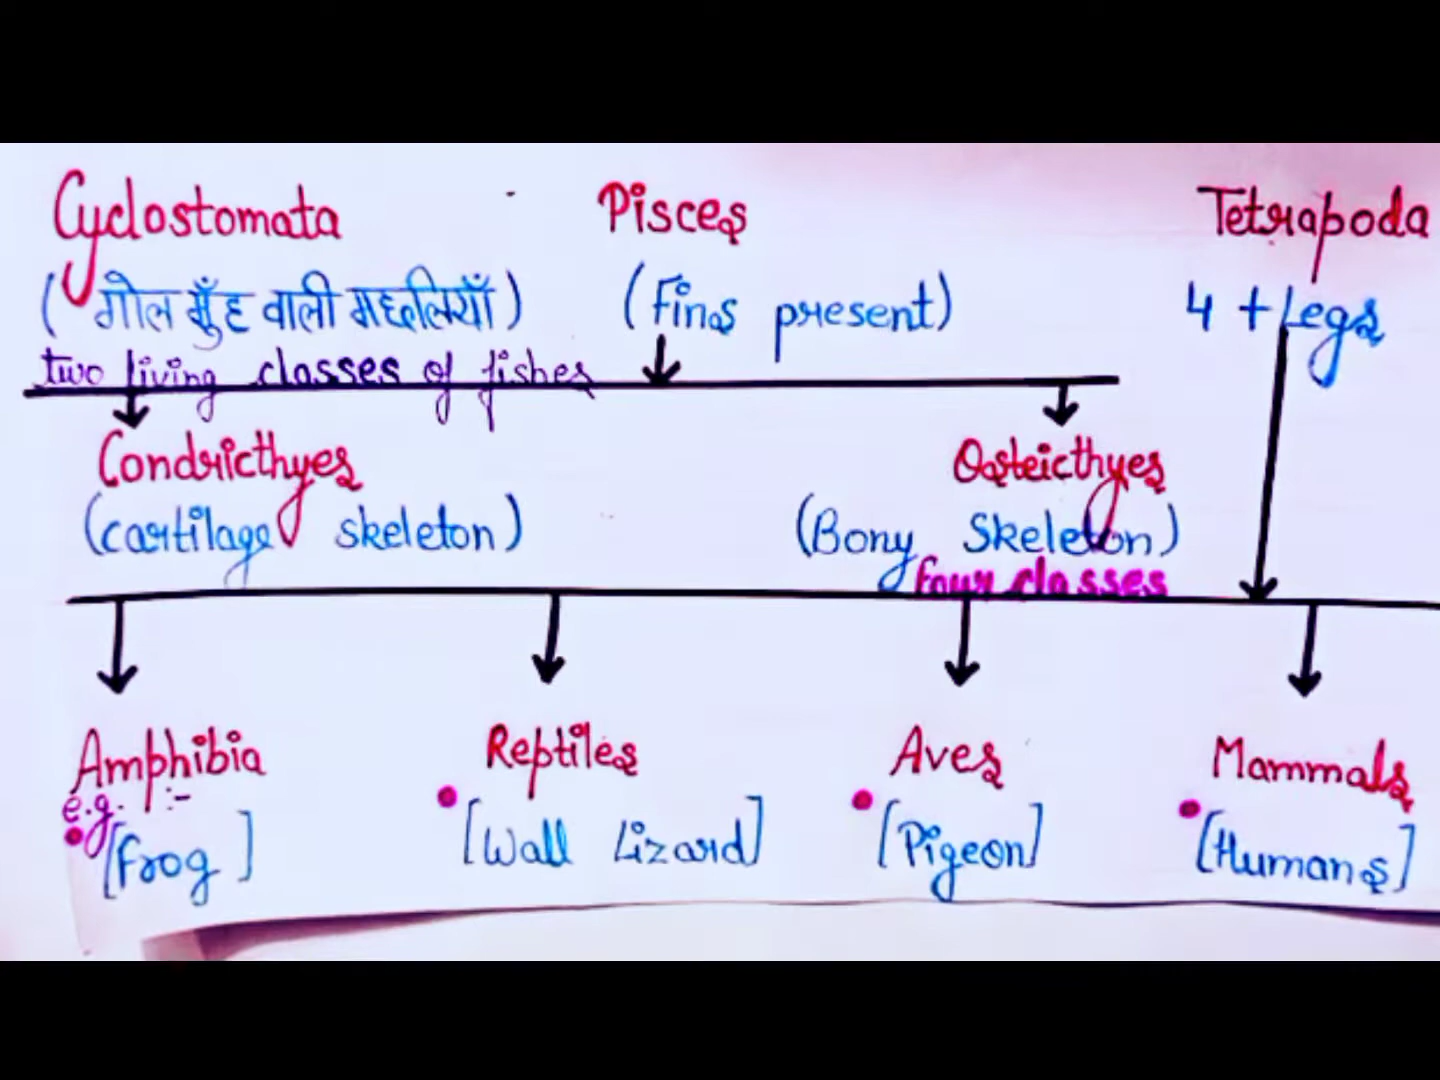 Cyclostomata Pisces Tetrapoda
(गोल मुँह वाली मछलियाँ) (Fins present) 4 + Legs
two living classes of fishes
Condricthyes Osteicthyes
(cartilage skeleton) (Bony Skeleton)
four classes
Amphibia Reptiles Aves Mammals
e.g. :-
[Frog] [Wall Lizard] [Pigeon] [Humans]